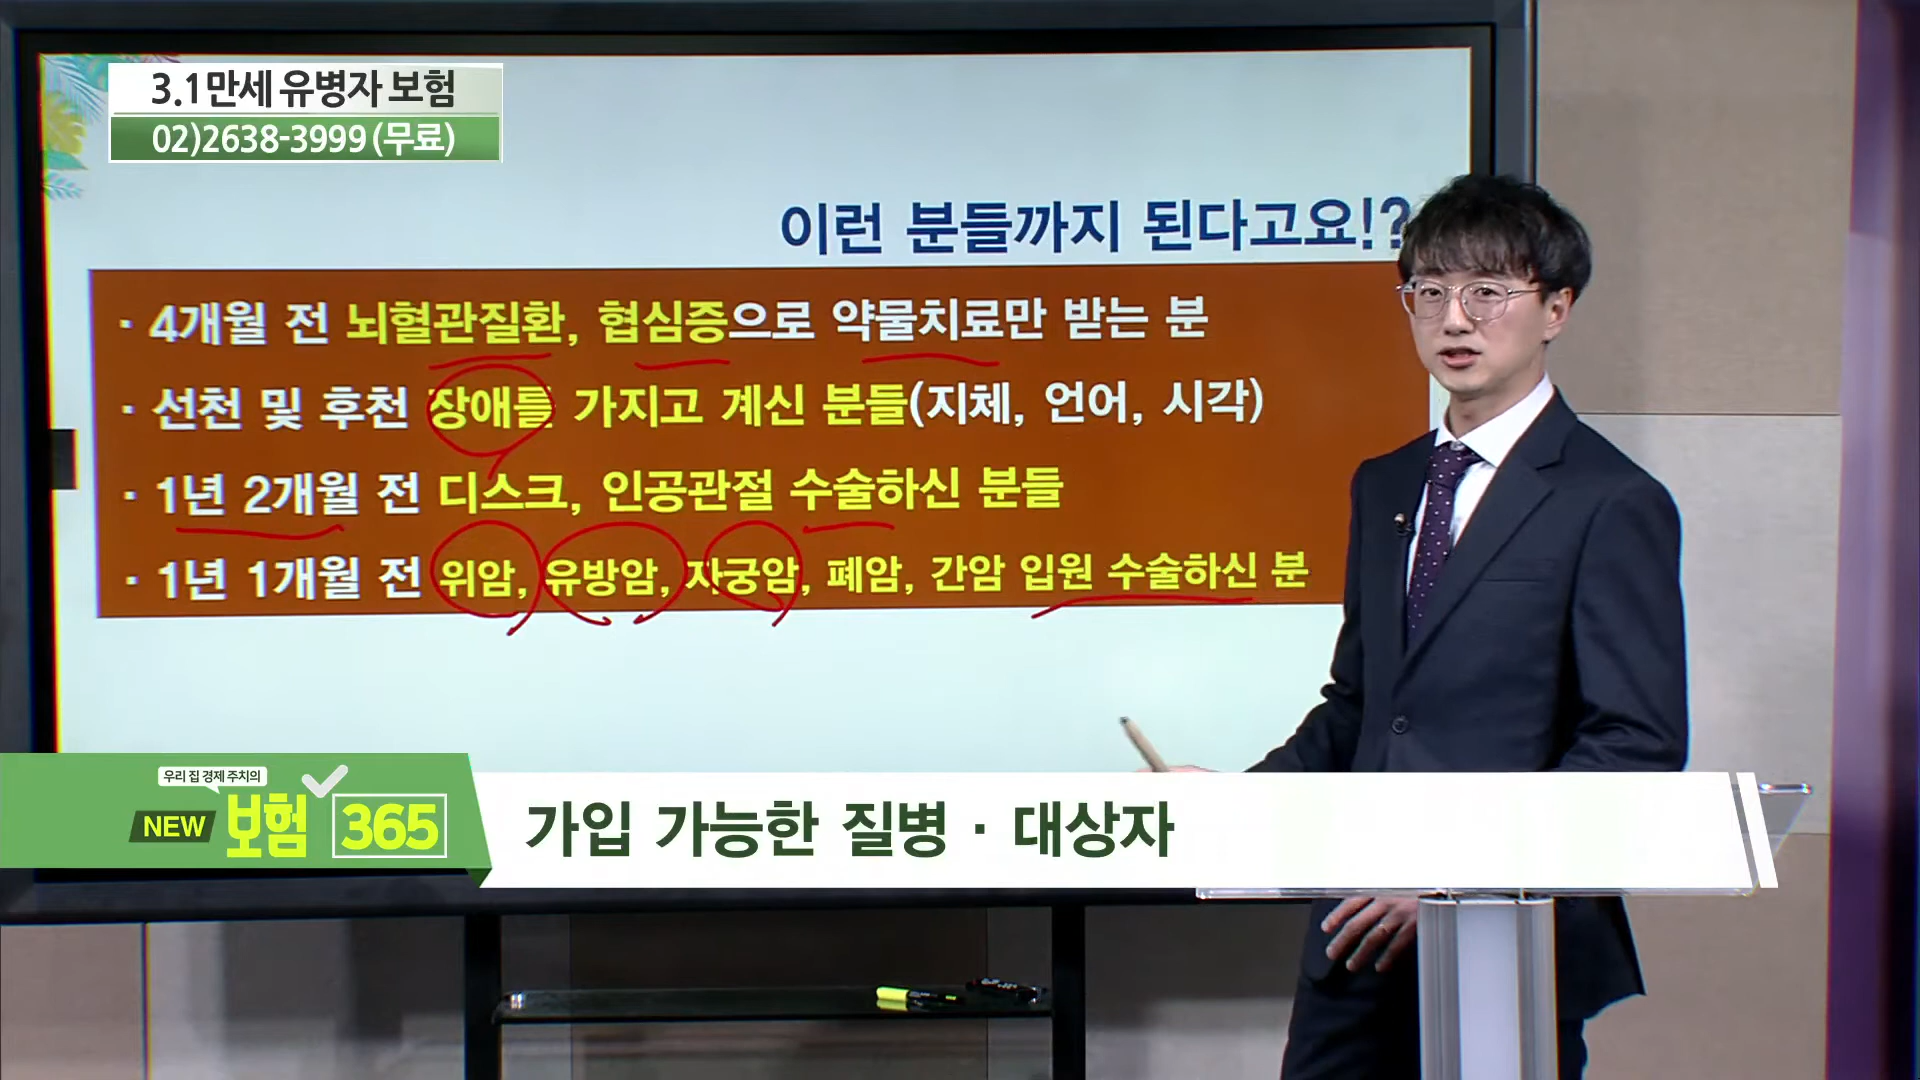 3.1만세 유병자 보험
02)2638-3999 (무료)
이런 분들까지 된다고요!?
· 4개월 전 뇌혈관질환, 협심증으로 약물치료만 받는 분
· 선천 및 후천 장애를 가지고 계신 분들(지체, 언어, 시각)
· 1년 2개월 전 디스크, 인공관절 수술하신 분들
· 1년 1개월 전 위암, 유방암, 자궁암, 폐암, 간암 입원 수술하신 분
우리 집 경제 주치의
NEW 보험 365
가입 가능한 질병 · 대상자